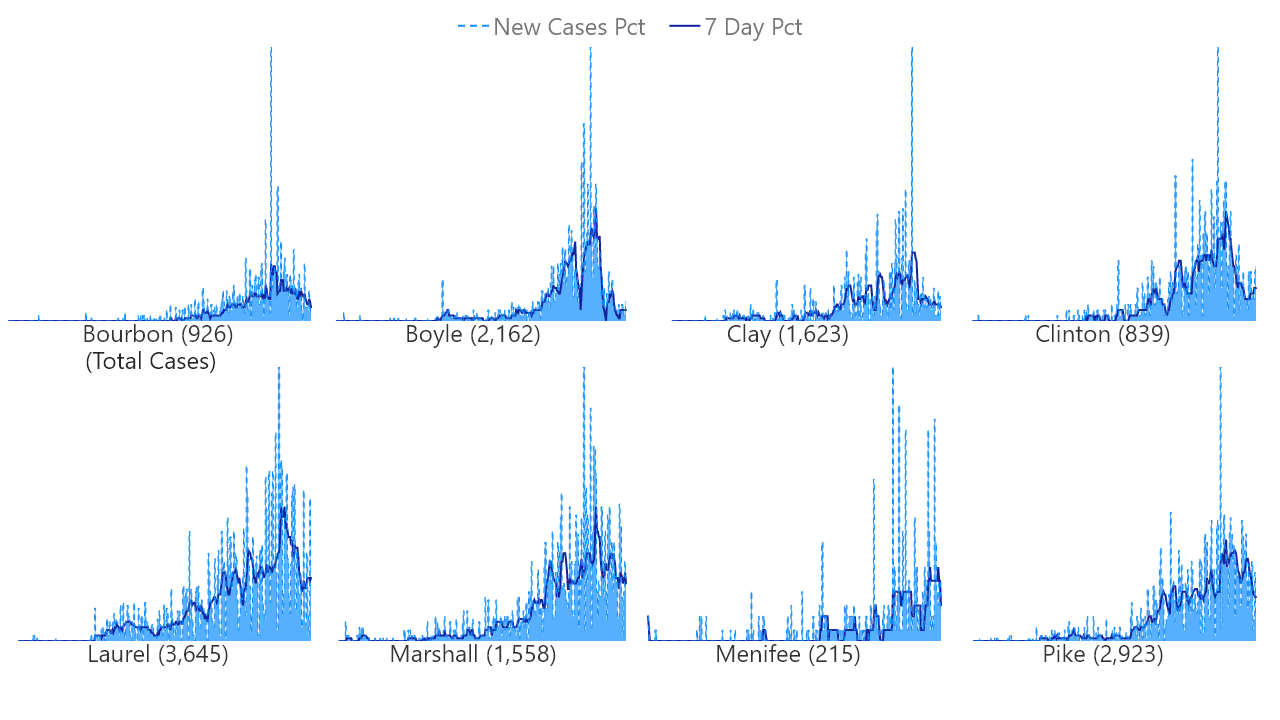 New Cases Pct 7 Day Pct
Bourbon (926) Boyle (2,162) Clay (1,623) Clinton (839)
(Total Cases)
Laurel (3,645) Marshall (1,558) Menifee (215) Pike (2,923)